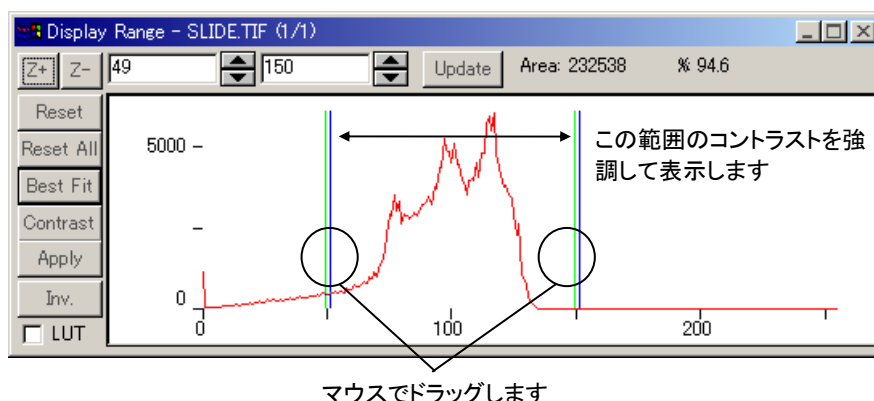 Display Range - SLIDE.TIF (1/1)
Z+ Z- 49 150 Update Area: 232538 % 94.6
Reset
Reset All
Best Fit
Contrast
Apply
Inv.
LUT
5000
0
0 100 200
この範囲のコントラストを強
調して表示します
マウスでドラッグします